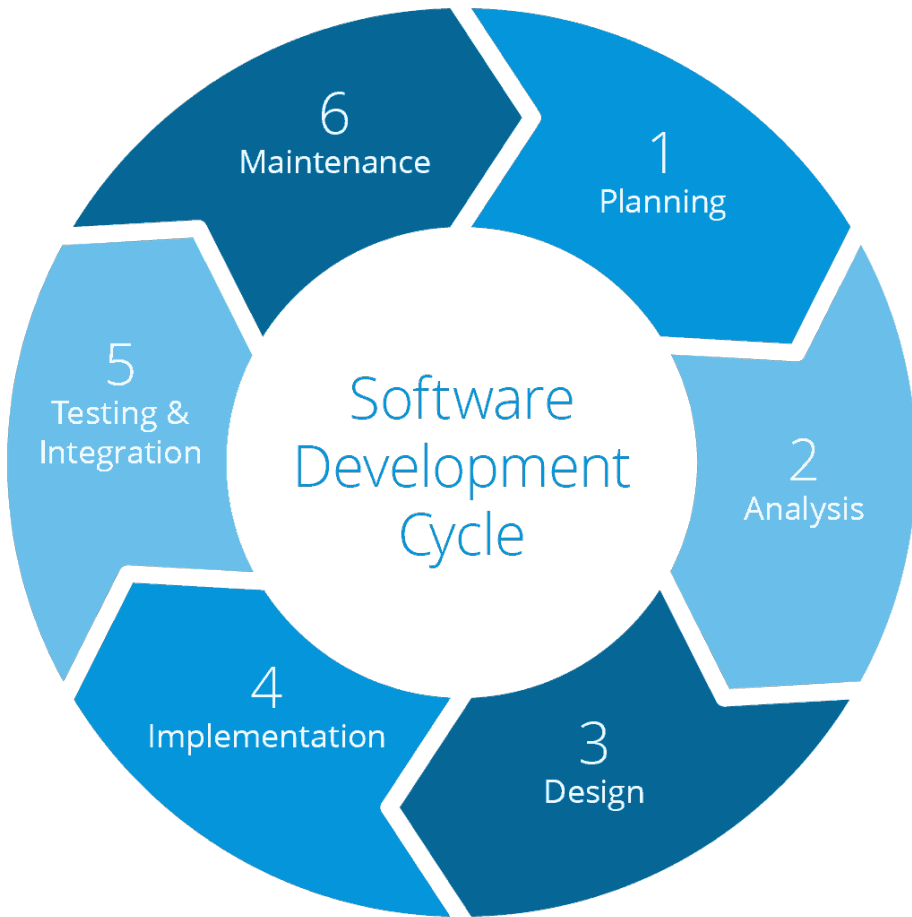 Software
Development
Cycle
1
Planning
2
Analysis
3
Design
4
Implementation
5
Testing &
Integration
6
Maintenance